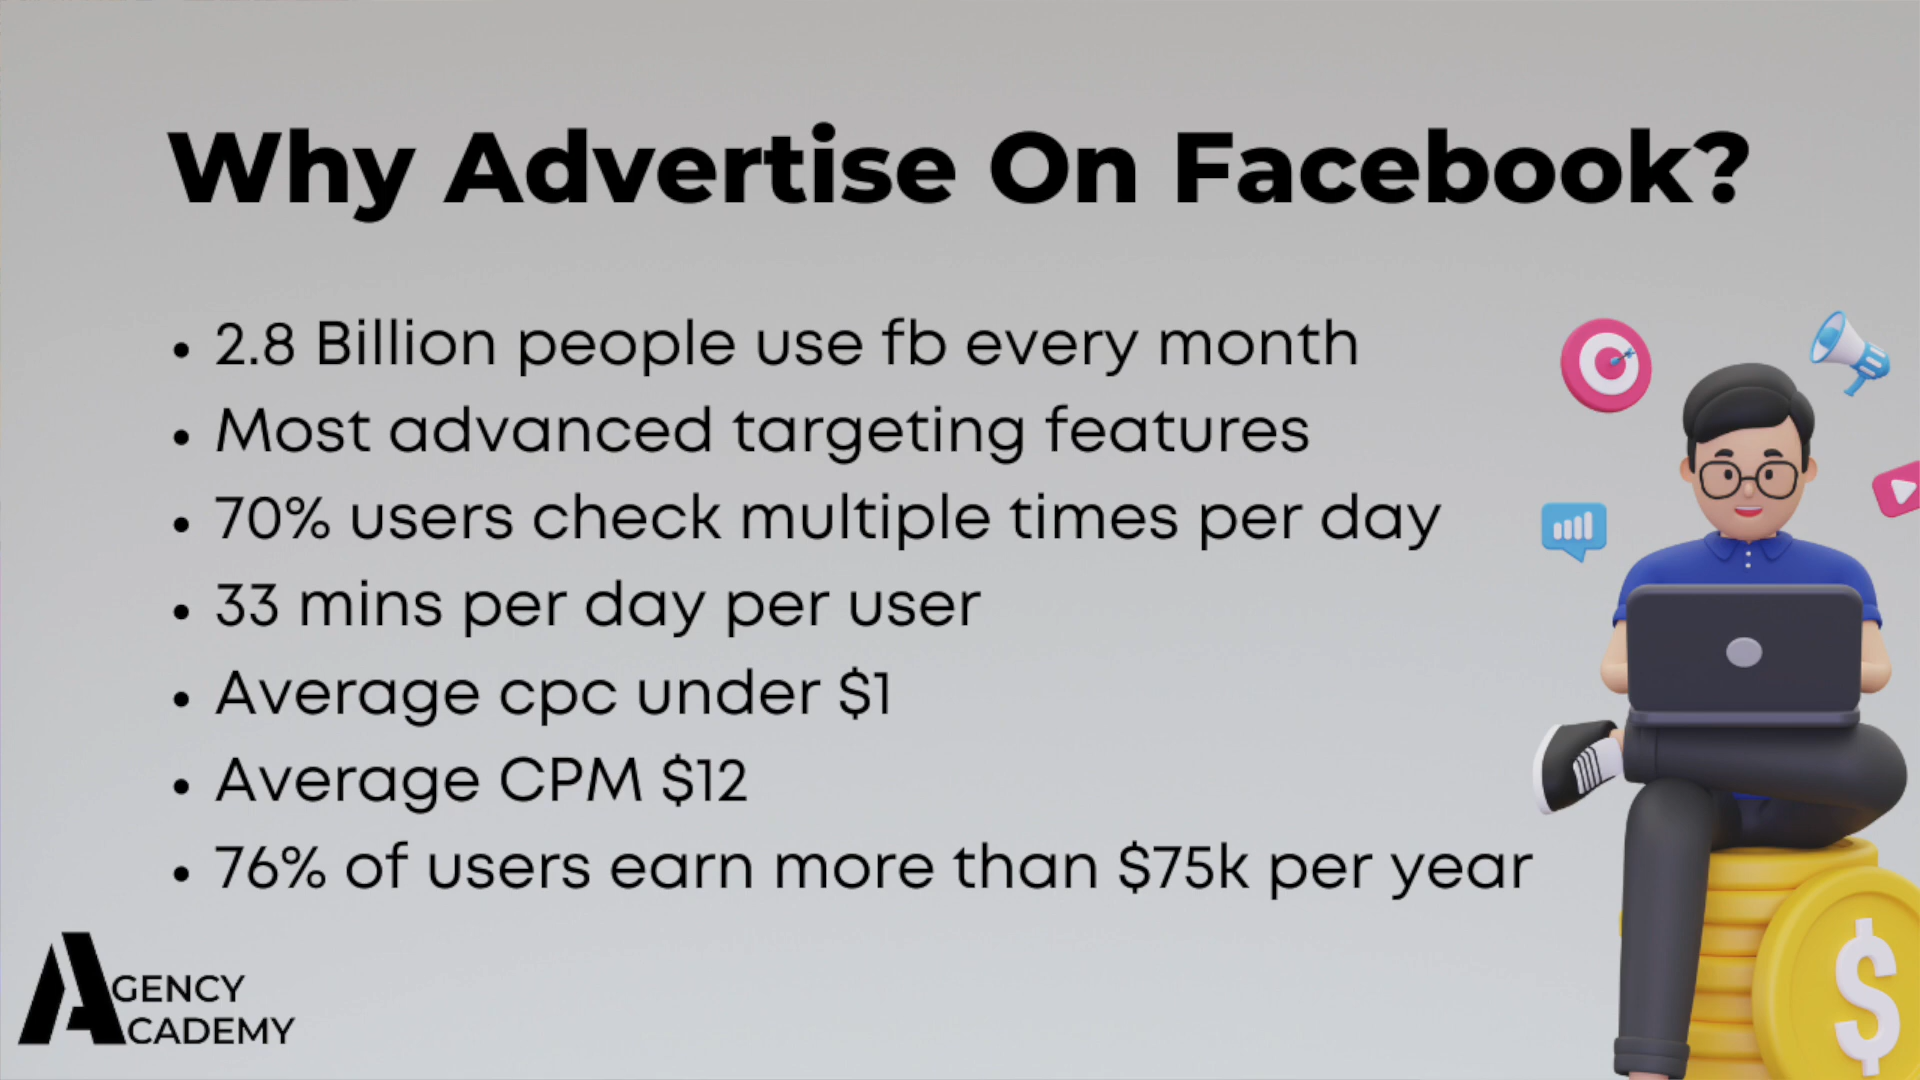 Why Advertise On Facebook?
• 2.8 Billion people use fb every month
• Most advanced targeting features
• 70% users check multiple times per day
• 33 mins per day per user
• Average cpc under $1
• Average CPM $12
• 76% of users earn more than $75k per year
AGENCY
ACADEMY
$